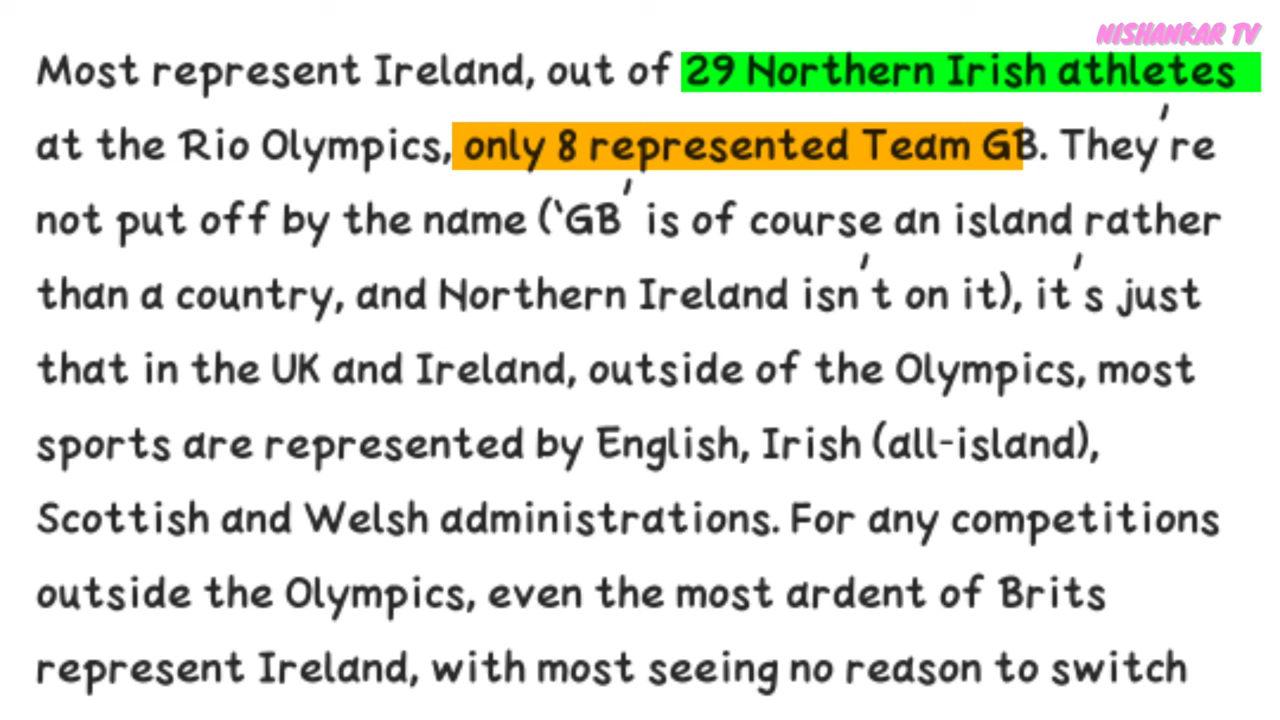 NISHANKAR TV
Most represent Ireland, out of 29 Northern Irish athletes
at the Rio Olympics, only 8 represented Team GB. They're
not put off by the name (‘GB' is of course an island rather
than a country, and Northern Ireland isn't on it), it's just
that in the UK and Ireland, outside of the Olympics, most
sports are represented by English, Irish (all-island),
Scottish and Welsh administrations. For any competitions
outside the Olympics, even the most ardent of Brits
represent Ireland, with most seeing no reason to switch